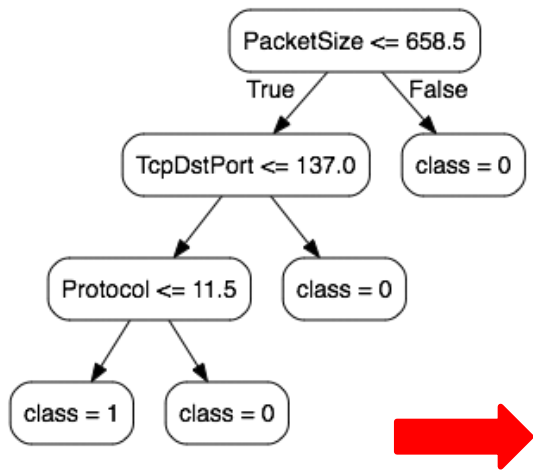 PacketSize <= 658.5
True
False
TcpDstPort <= 137.0
class = 0
Protocol <= 11.5
class = 0
class = 1
class = 0